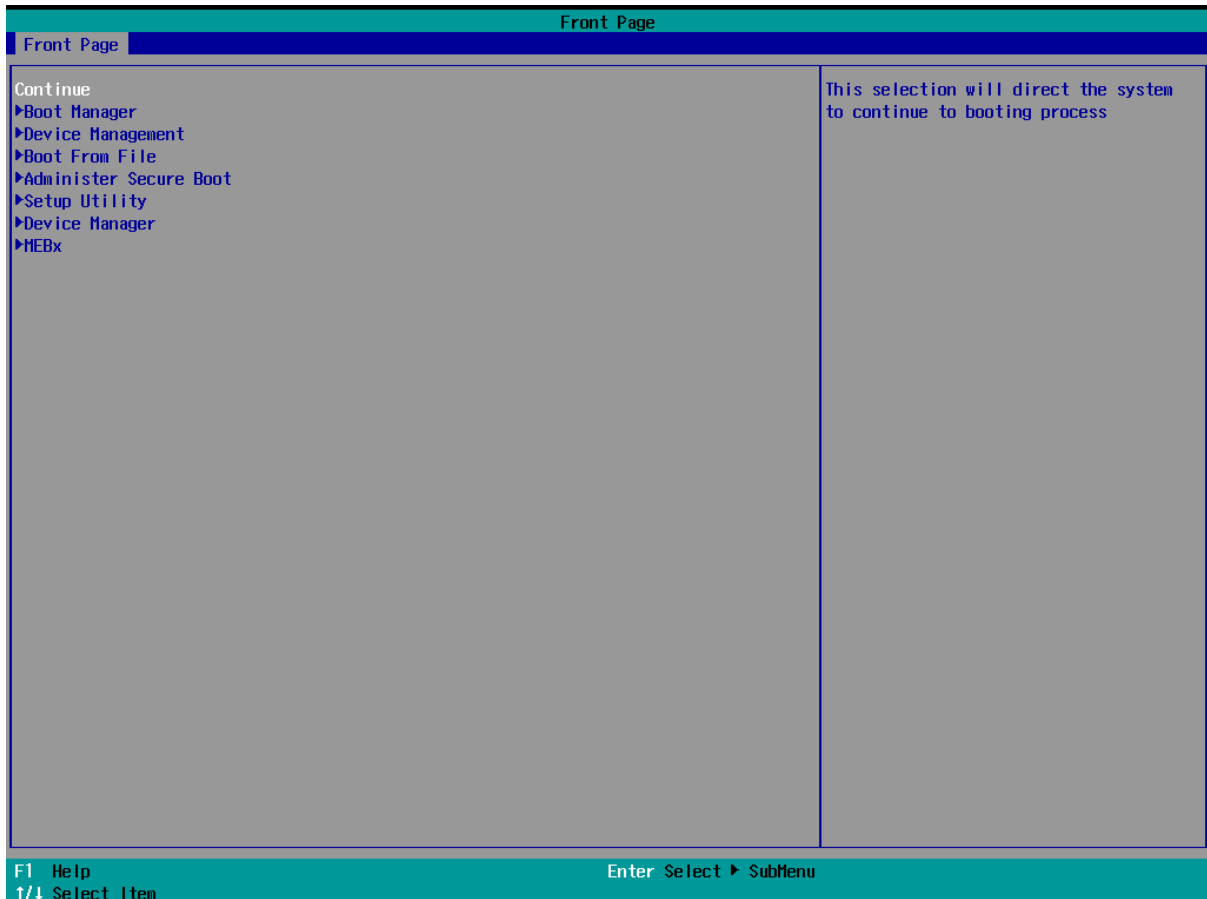 Front Page
Front Page
Continue
▶Boot Manager
▶Device Management
▶Boot From File
▶Administer Secure Boot
▶Setup Utility
▶Device Manager
▶MEBx
This selection will direct the system
to continue to booting process
F1 Help
Enter Select ▶ SubMenu
↑/↓ Select Item